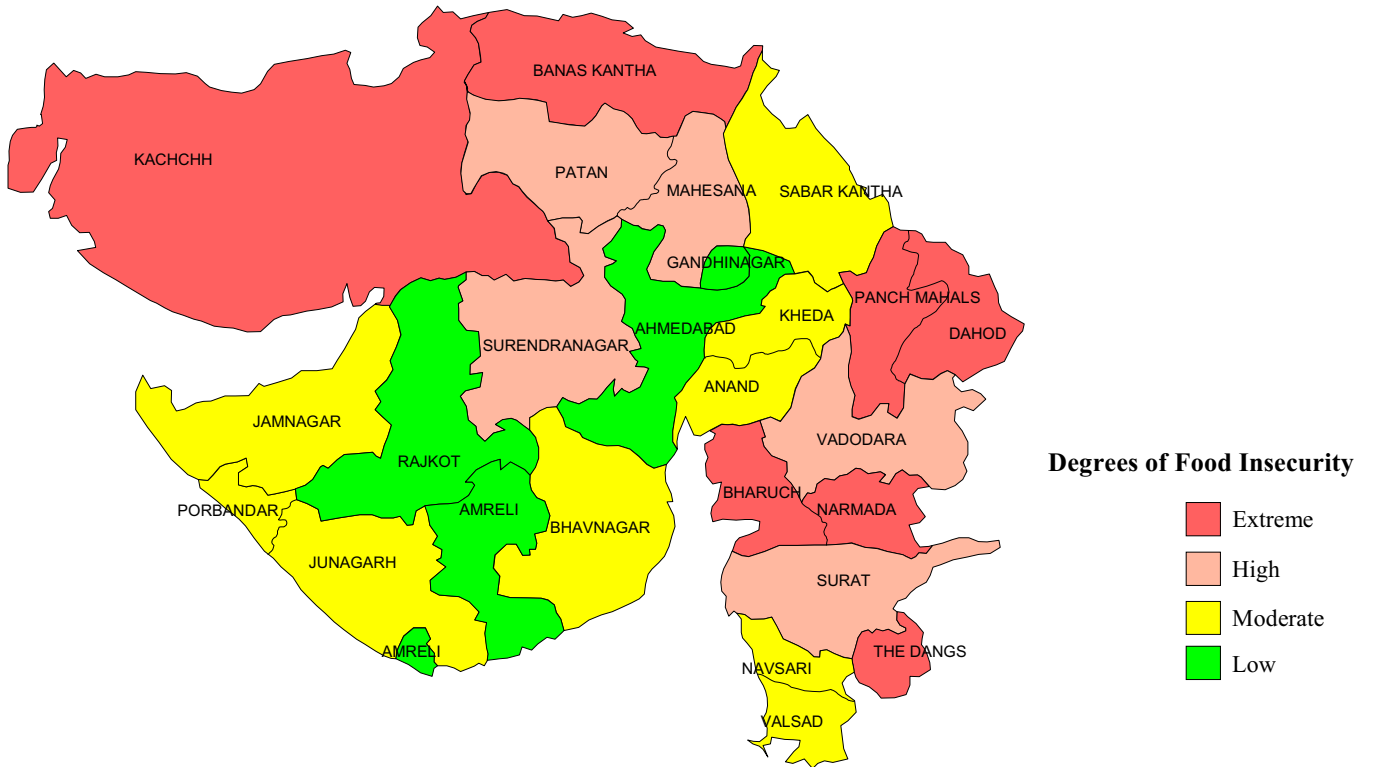 BANAS KANTHA
KACHCHH
PATAN
MAHESANA
SABAR KANTHA
GANDHINAGAR
PANCH MAHALS
KHEDA
AHMEDABAD
DAHOD
SURENDRANAGAR
ANAND
JAMNAGAR
VADODARA
RAJKOT
BHARUCH
NARMADA
PORBANDAR
AMRELI
BHAVNAGAR
JUNAGARH
SURAT
AMRELI
THE DANGS
NAVSARI
VALSAD
Degrees of Food Insecurity
Extreme
High
Moderate
Low